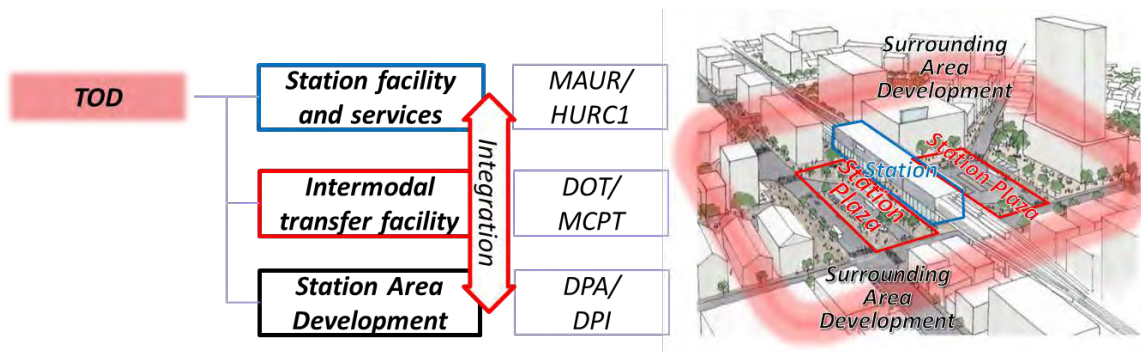 TOD
Station facility
and services
MAUR/
HURC1
Intermodal
transfer facility
DOT/
MCPT
Station Area
Development
DPA/
DPI
Integration
Surrounding
Area
Development
Station
Station Plaza
Station
Plaza
Surrounding
Area
Development